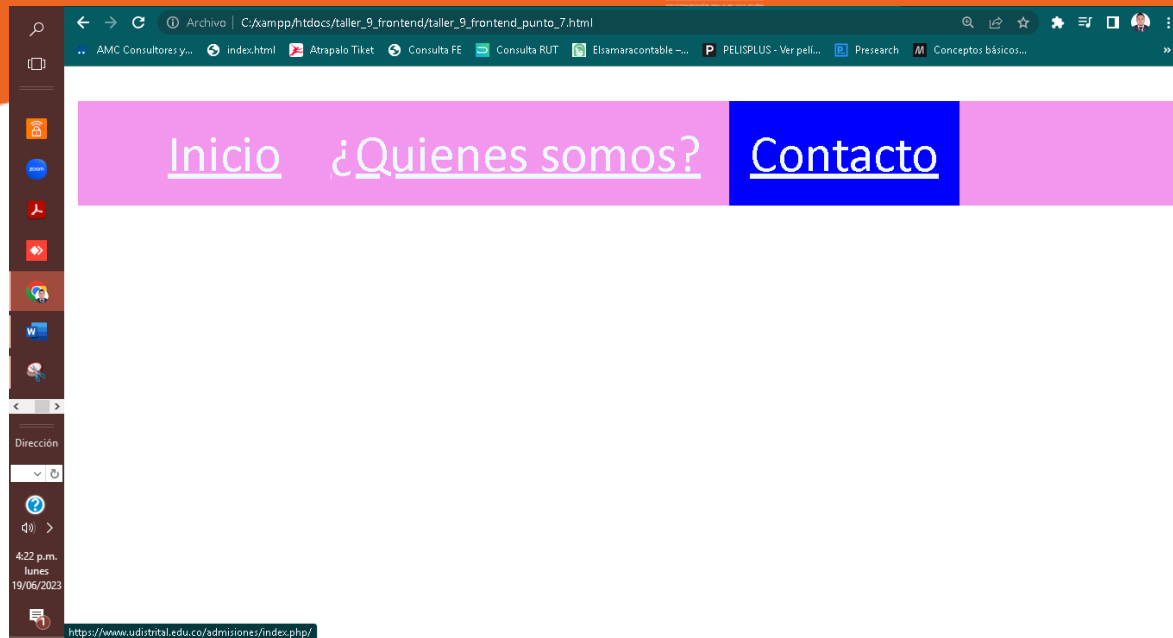 Archivo C:/xampp/htdocs/taller_9_frontend/taller_9_frontend_punto_7.html
AMC Consultores y... index.html Atrapalo Tiket Consulta FE Consulta RUT Elsamaracontable –... PELISPLUS - Ver pelí... Presearch Conceptos básicos... »
Inicio ¿Quienes somos? Contacto
zoom
Dirección
4:22 p.m.
lunes
19/06/2023
1
https://www.udistrital.edu.co/admisiones/index.php/